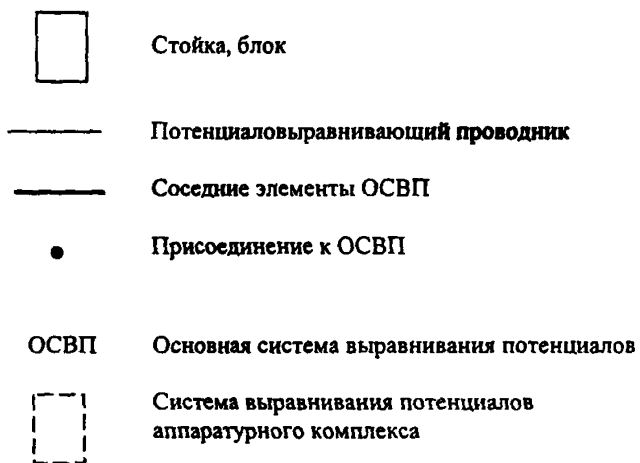 Стойка, блок
Потенциаловыравнивающий проводник
Соседние элементы ОСВП
Присоединение к ОСВП
ОСВП Основная система выравнивания потенциалов
Система выравнивания потенциалов
аппаратурного комплекса